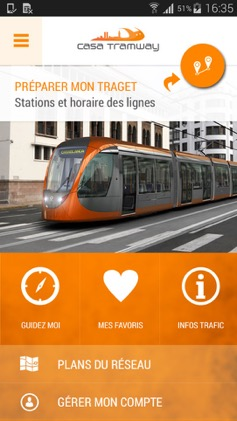 51% 16:35
CASA TRAMWAY
PRÉPARER MON TRAGET
Stations et horaire des lignes
GUIDEZ MOI
MES FAVORIS
INFOS TRAFIC
PLANS DU RÉSEAU
GÉRER MON COMPTE